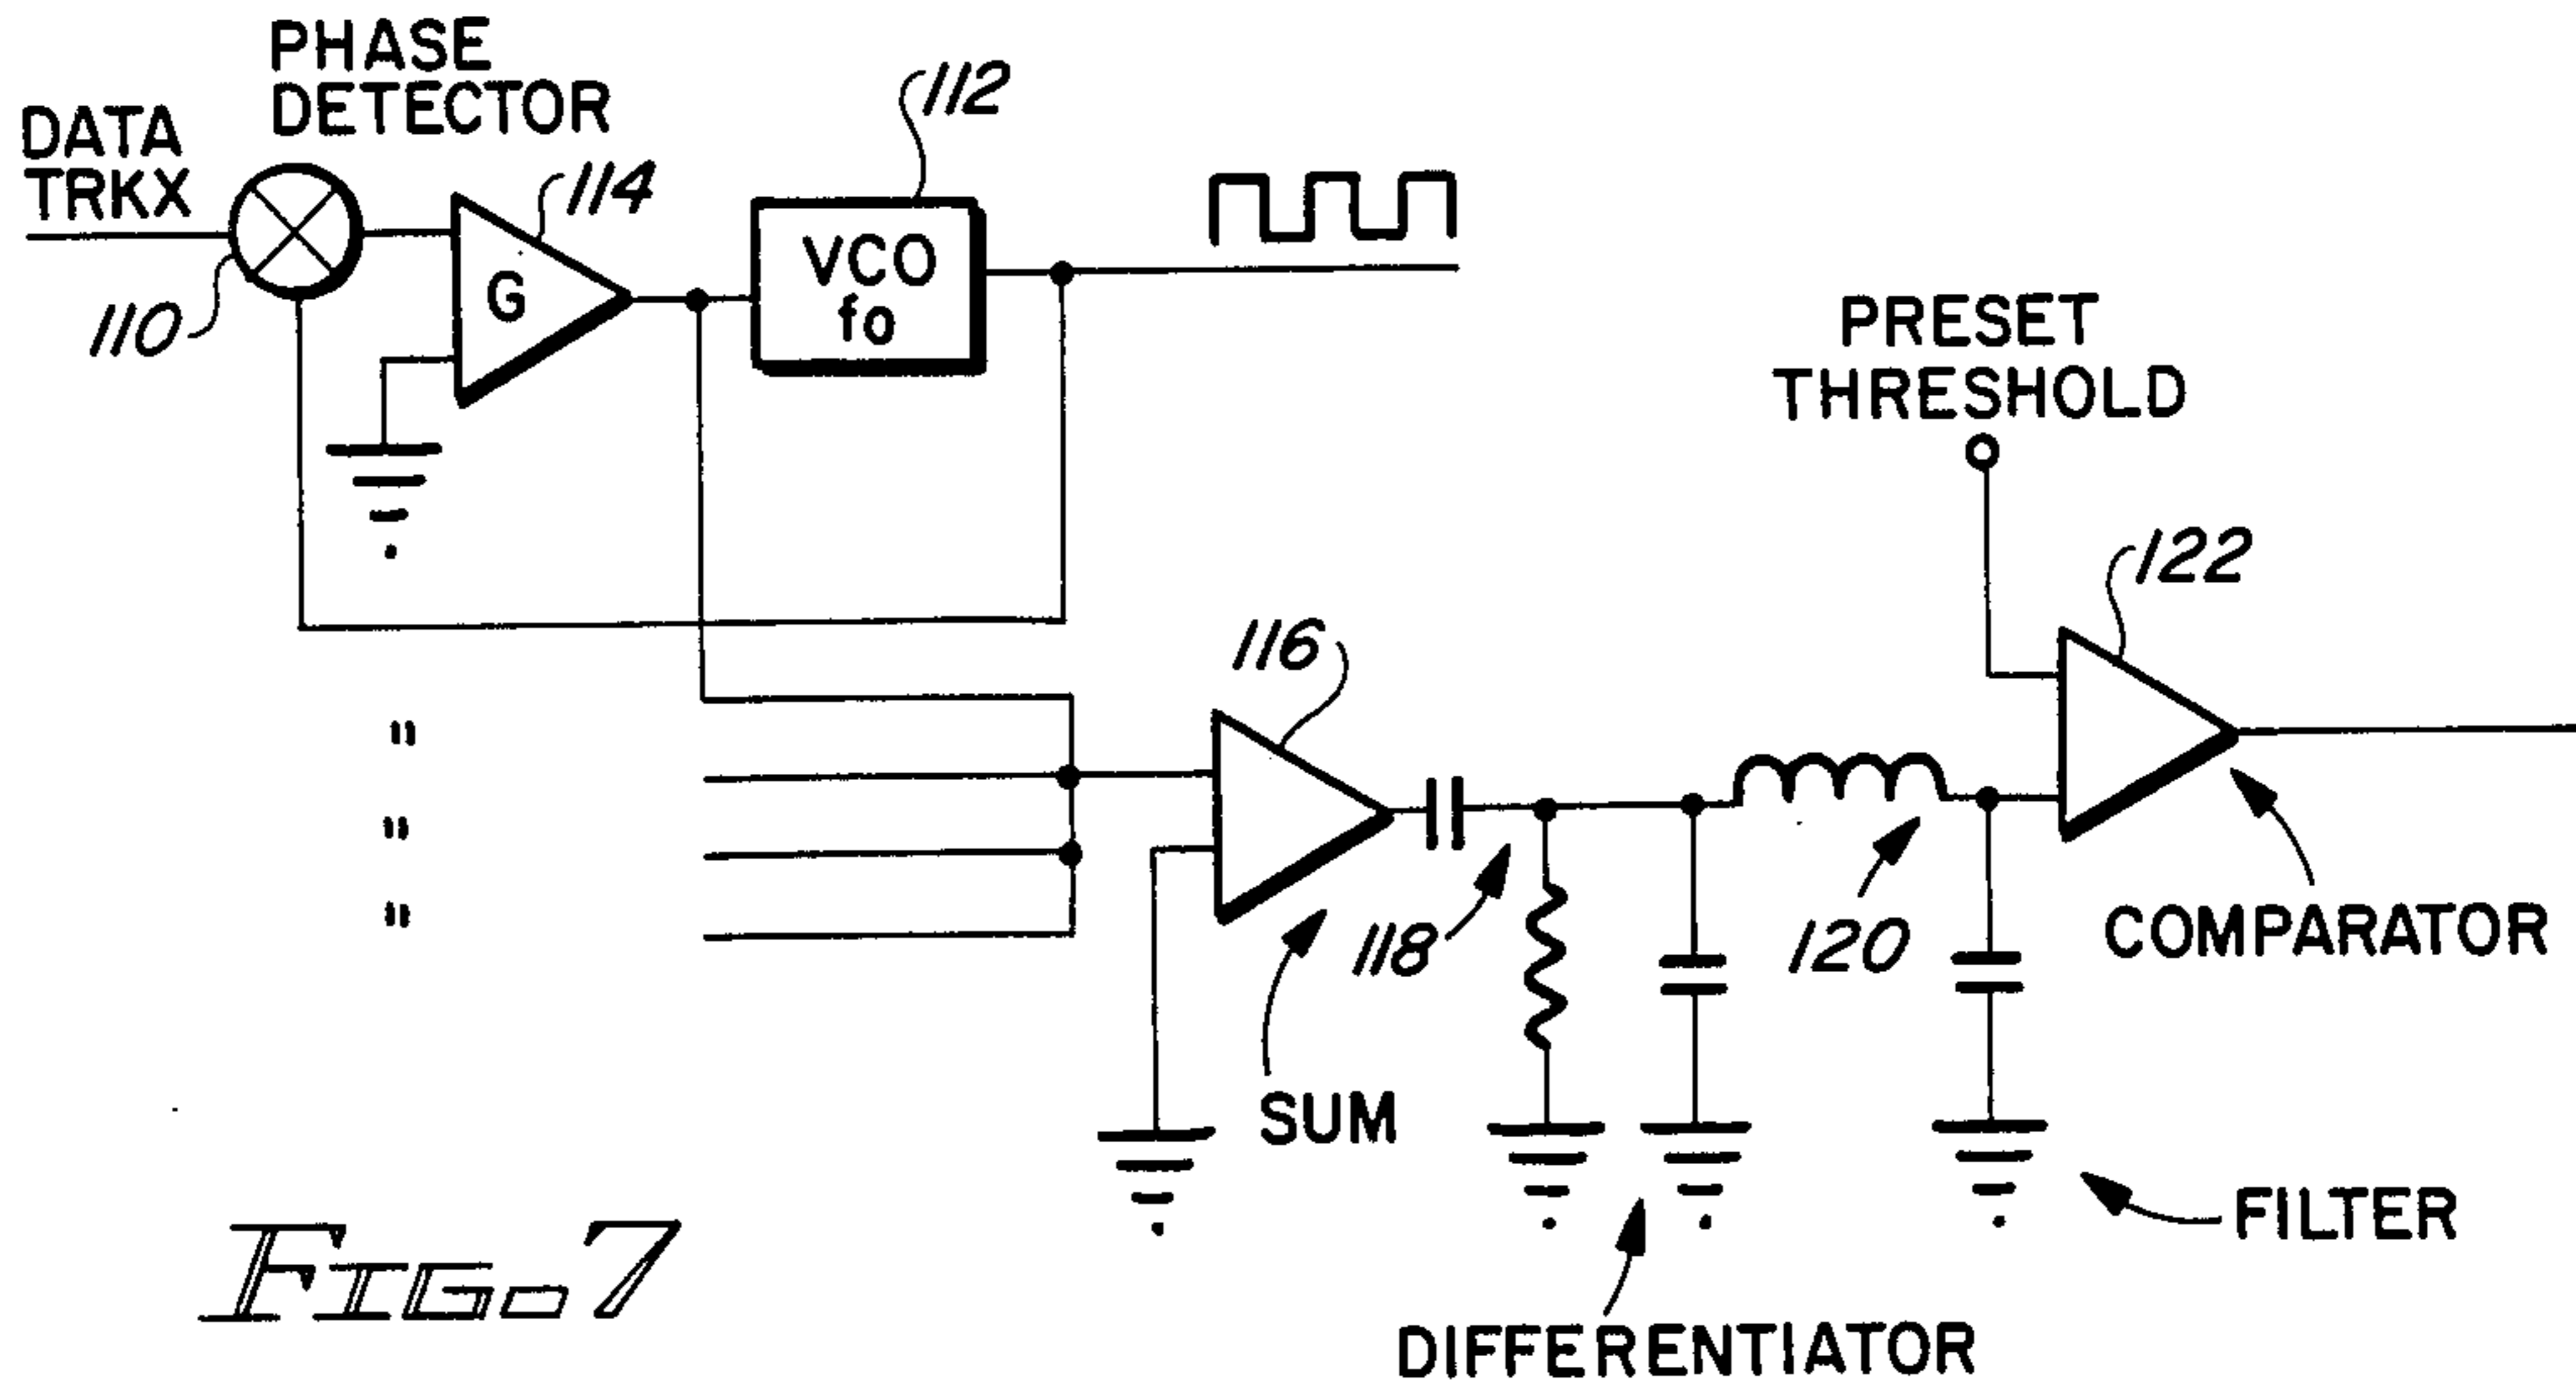 PHASE
DETECTOR
DATA
TRKX
110
114
G
112
VCO
fo
PRESET
THRESHOLD
122
116
"
"
"
118
120
COMPARATOR
SUM
FILTER
DIFFERENTIATOR
FIG. 7